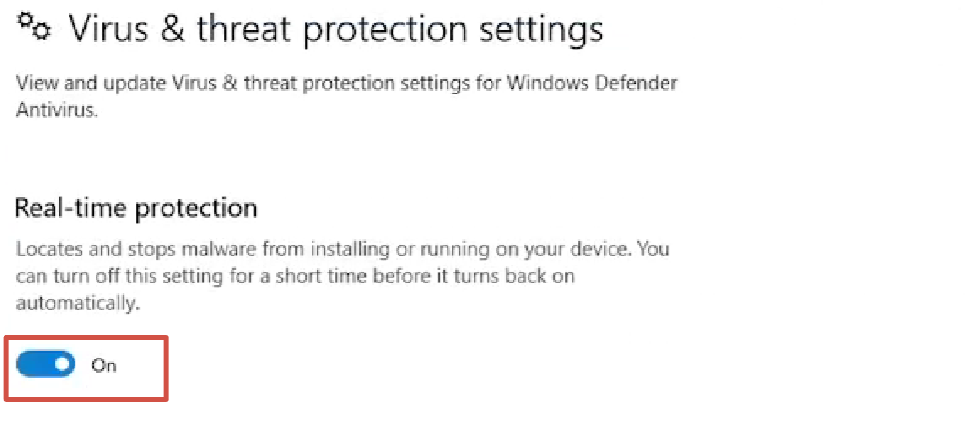 Virus & threat protection settings
View and update Virus & threat protection settings for Windows Defender
Antivirus.
Real-time protection
Locates and stops malware from installing or running on your device. You
can turn off this setting for a short time before it turns back on
automatically.
On